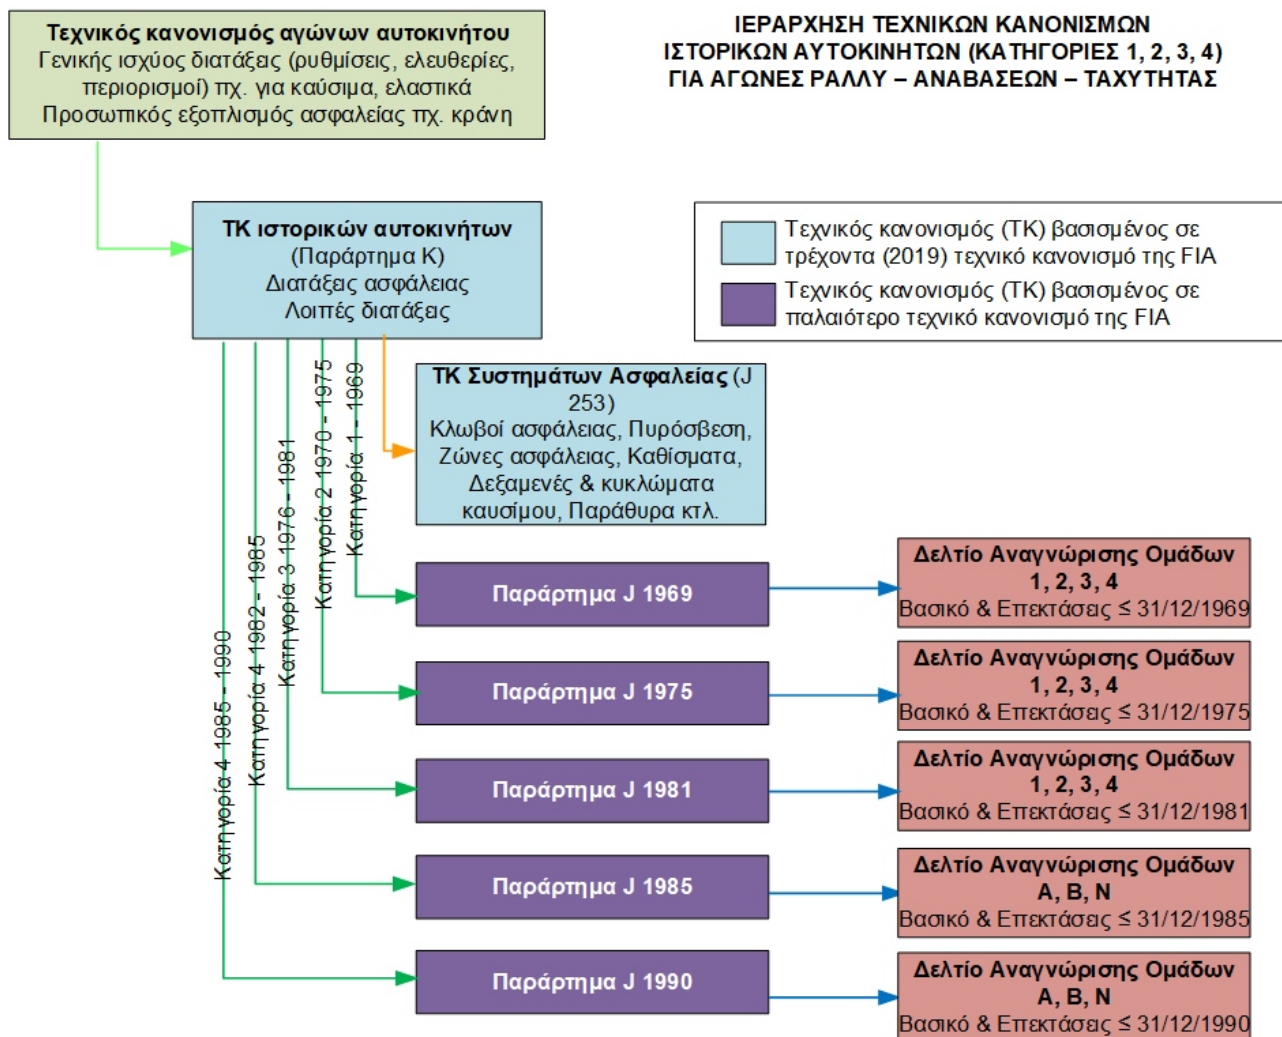 Τεχνικός κανονισμός αγώνων αυτοκινήτου
Γενικής ισχύος διατάξεις (ρυθμίσεις, ελευθερίες,
περιορισμοί) πχ. για καύσιμα, ελαστικά
Προσωπικός εξοπλισμός ασφαλείας πχ. κράνη
ΙΕΡΑΡΧΗΣΗ ΤΕΧΝΙΚΩΝ ΚΑΝΟΝΙΣΜΩΝ
ΙΣΤΟΡΙΚΩΝ ΑΥΤΟΚΙΝΗΤΩΝ (ΚΑΤΗΓΟΡΙΕΣ 1, 2, 3, 4)
ΓΙΑ ΑΓΩΝΕΣ ΡΑΛΛΥ – ΑΝΑΒΑΣΕΩΝ – ΤΑΧΥΤΗΤΑΣ
ΤΚ ιστορικών αυτοκινήτων
(Παράρτημα Κ)
Διατάξεις ασφάλειας
Λοιπές διατάξεις
Τεχνικός κανονισμός (ΤΚ) βασισμένος σε
τρέχοντα (2019) τεχνικό κανονισμό της FIA
Τεχνικός κανονισμός (ΤΚ) βασισμένος σε
παλαιότερο τεχνικό κανονισμό της FIA
Κατηγορία 4 1985 - 1990
Κατηγορία 4 1982 - 1985
Κατηγορία 3 1976 - 1981
Κατηγορία 2 1970 - 1975
Κατηγορία 1 - 1969
ΤΚ Συστημάτων Ασφαλείας (J
253)
Κλωβοί ασφάλειας, Πυρόσβεση,
Ζώνες ασφάλειας, Καθίσματα,
Δεξαμενές & κυκλώματα
καυσίμου, Παράθυρα κτλ.
Παράρτημα J 1969
Δελτίο Αναγνώρισης Ομάδων
1, 2, 3, 4
Βασικό & Επεκτάσεις ≤ 31/12/1969
Παράρτημα J 1975
Δελτίο Αναγνώρισης Ομάδων
1, 2, 3, 4
Βασικό & Επεκτάσεις ≤ 31/12/1975
Παράρτημα J 1981
Δελτίο Αναγνώρισης Ομάδων
1, 2, 3, 4
Βασικό & Επεκτάσεις ≤ 31/12/1981
Παράρτημα J 1985
Δελτίο Αναγνώρισης Ομάδων
Α, Β, Ν
Βασικό & Επεκτάσεις ≤ 31/12/1985
Παράρτημα J 1990
Δελτίο Αναγνώρισης Ομάδων
Α, Β, Ν
Βασικό & Επεκτάσεις ≤ 31/12/1990